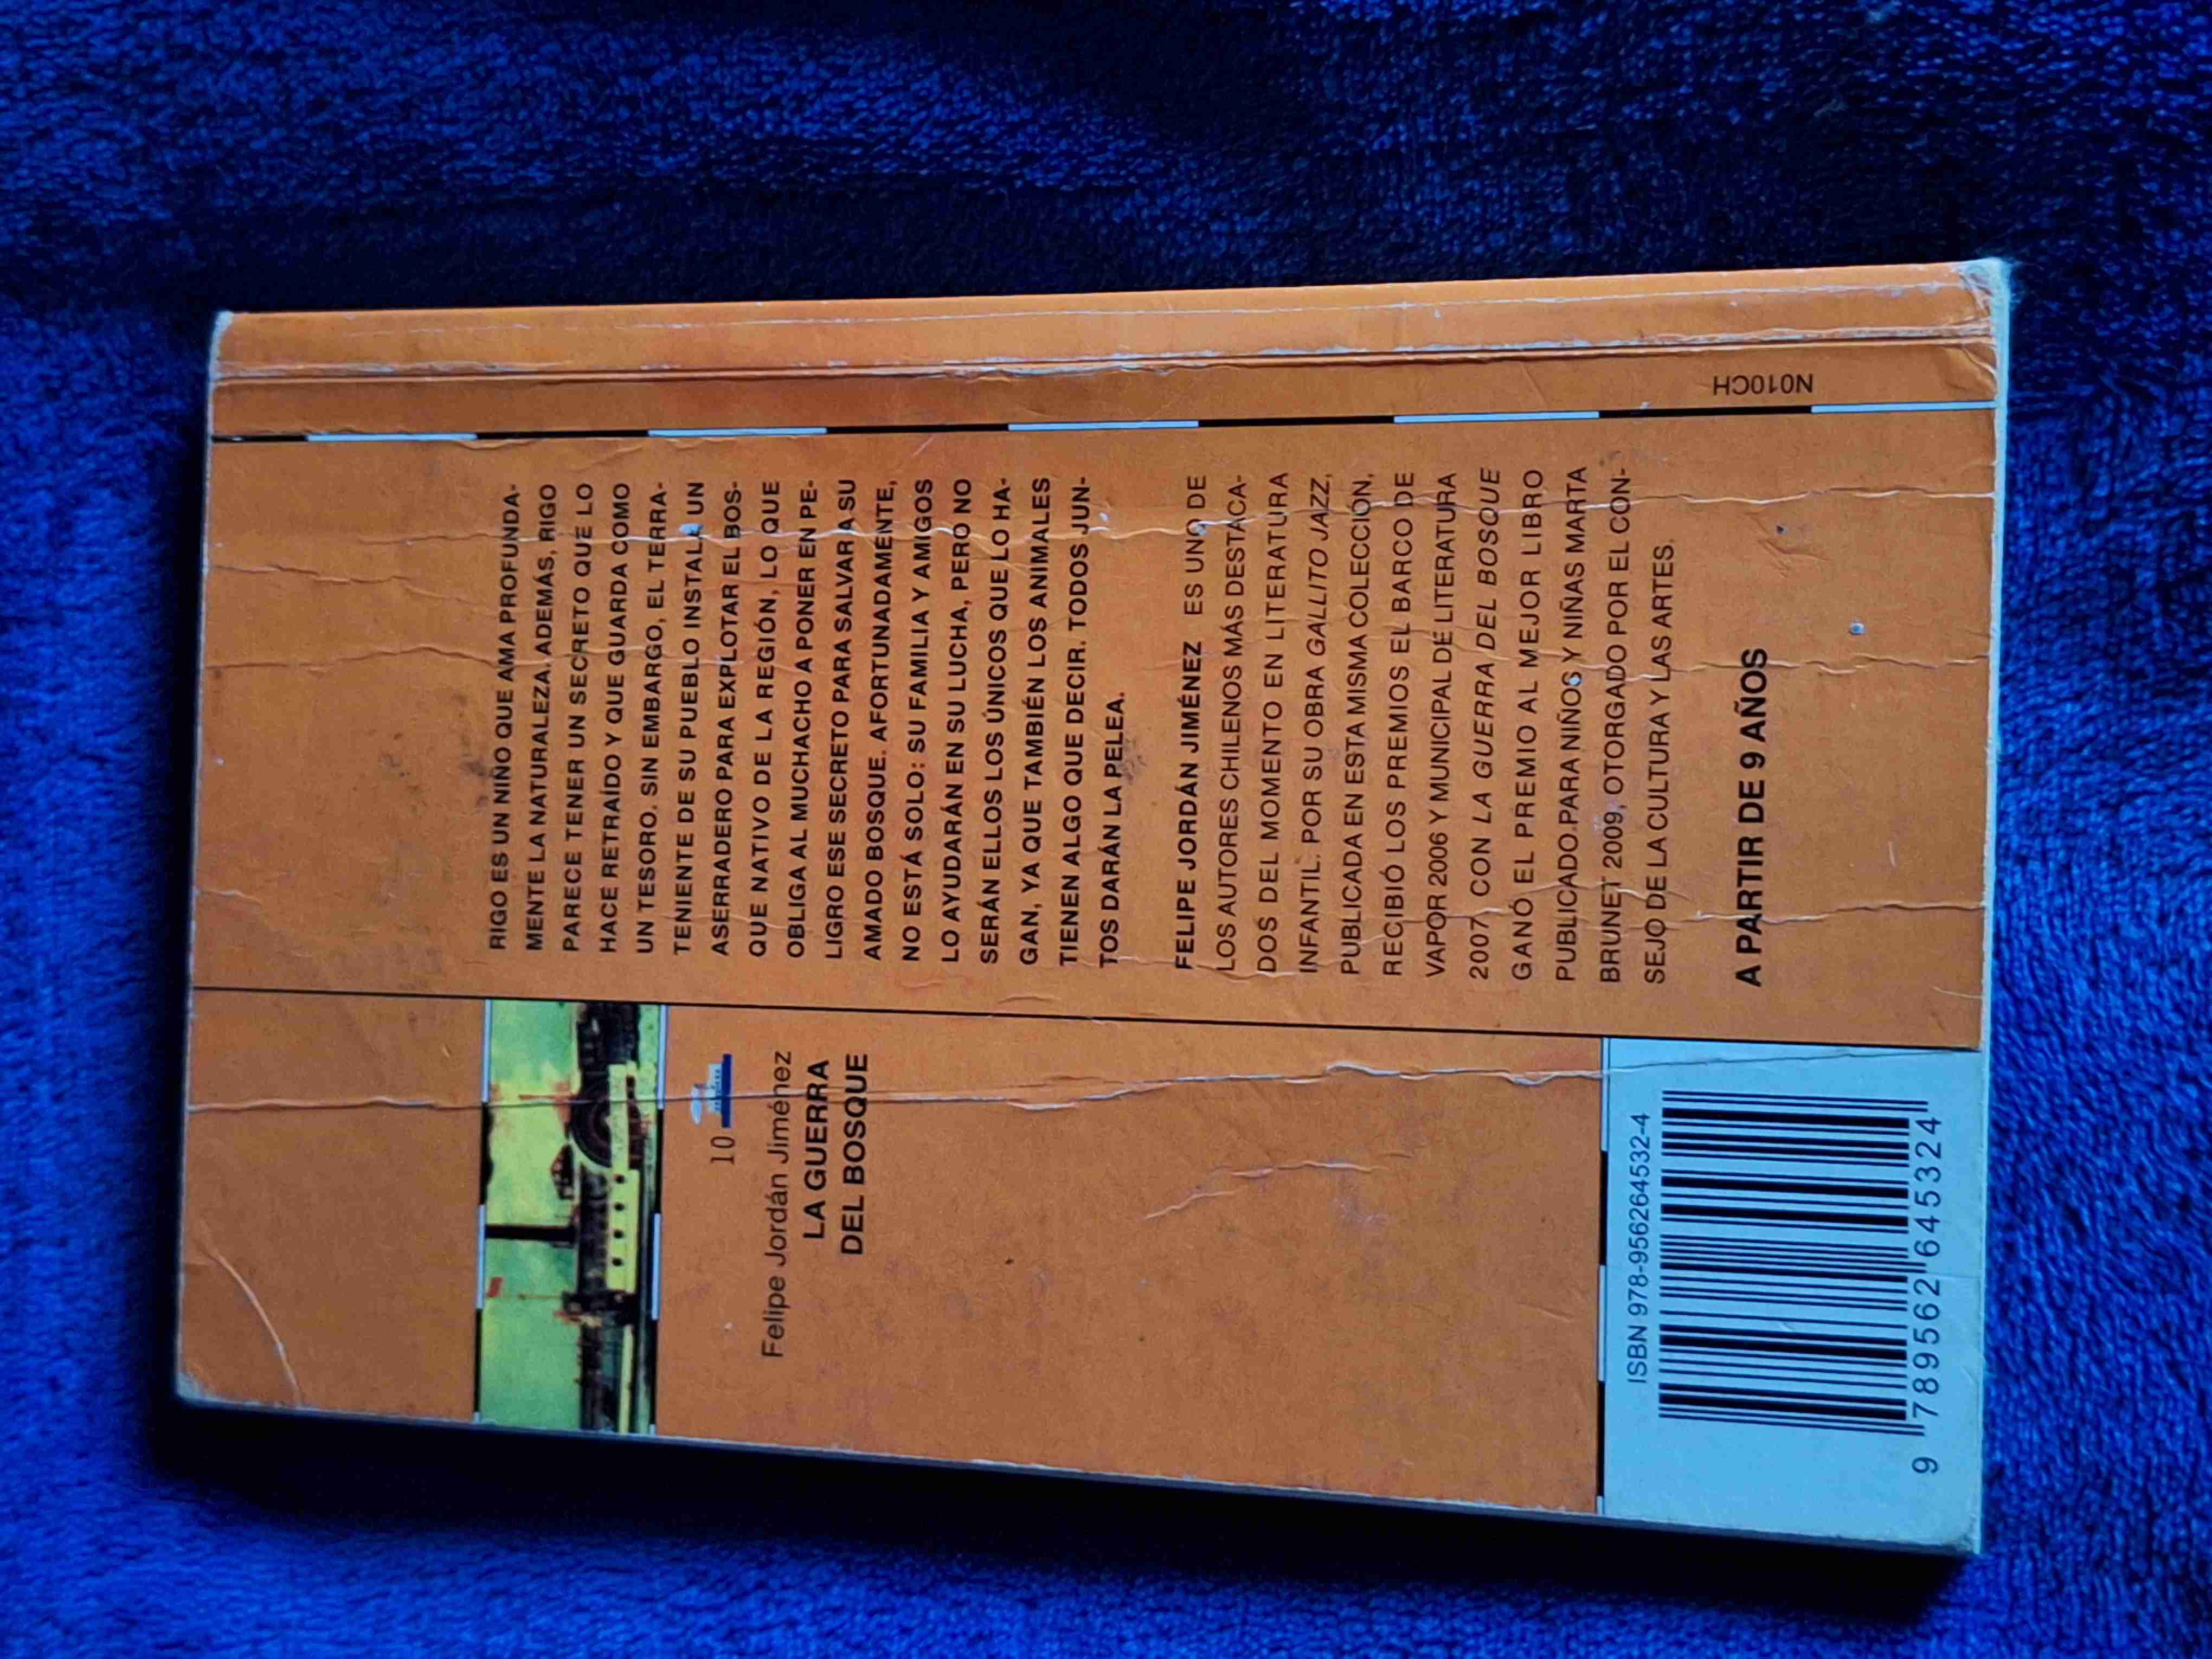 RIGO ES UN NIÑO QUE AMA PROFUNDA-
MENTE LA NATURALEZA. ADEMÁS, RIGO
PARECE TENER UN SECRETO QUE LO
HACE RETRAÍDO Y QUE GUARDA COMO
UN TESORO. SIN EMBARGO, EL TERRA-
TENIENTE DE SU PUEBLO INSTALA UN
ASERRADERO PARA EXPLOTAR EL BOS-
QUE NATIVO DE LA REGIÓN, LO QUE
OBLIGA AL MUCHACHO A PONER EN PE-
LIGRO ESE SECRETO PARA SALVAR A SU
AMADO BOSQUE. AFORTUNADAMENTE,
NO ESTÁ SOLO: SU FAMILIA Y AMIGOS
LO AYUDARÁN EN SU LUCHA, PERO NO
SERÁN ELLOS LOS ÚNICOS QUE LO HA-
GAN, YA QUE TAMBIÉN LOS ANIMALES
TIENEN ALGO QUE DECIR. TODOS JUN-
TOS DARÁN LA PELEA.
FELIPE JORDÁN JIMÉNEZ ES UNO DE
LOS AUTORES CHILENOS MÁS DESTACA-
DOS DEL MOMENTO EN LITERATURA
INFANTIL. POR SU OBRA GALLITO JAZZ,
PUBLICADA EN ESTA MISMA COLECCIÓN,
RECIBIÓ LOS PREMIOS EL BARCO DE
VAPOR 2006 Y MUNICIPAL DE LITERATURA
2007. CON LA GUERRA DEL BOSQUE
GANÓ EL PREMIO AL MEJOR LIBRO
PUBLICADO PARA NIÑOS Y NIÑAS MARTA
BRUNET 2009, OTORGADO POR EL CON-
SEJO DE LA CULTURA Y LAS ARTES.
A PARTIR DE 9 AÑOS
10
Felipe Jordán Jiménez
LA GUERRA
DEL BOSQUE
ISBN 978-956264532-4
9 789562 645324
N010CH